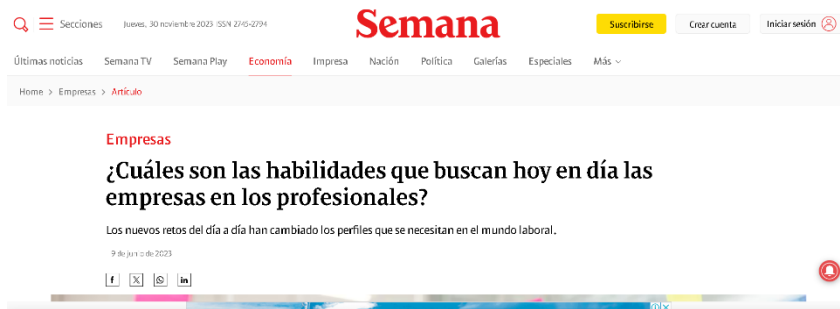 Secciones
Jueves, 30 noviembre 2023 ISSN 2745-2794
Semana
Suscribirse
Crear cuenta
Iniciar sesión
Últimas noticias Semana TV Semana Play Economía Impresa Nación Política Galerías Especiales Más
Home > Empresas > Artículo
Empresas
¿Cuáles son las habilidades que buscan hoy en día las
empresas en los profesionales?
Los nuevos retos del día a día han cambiado los perfiles que se necesitan en el mundo laboral.
9 de junio de 2023